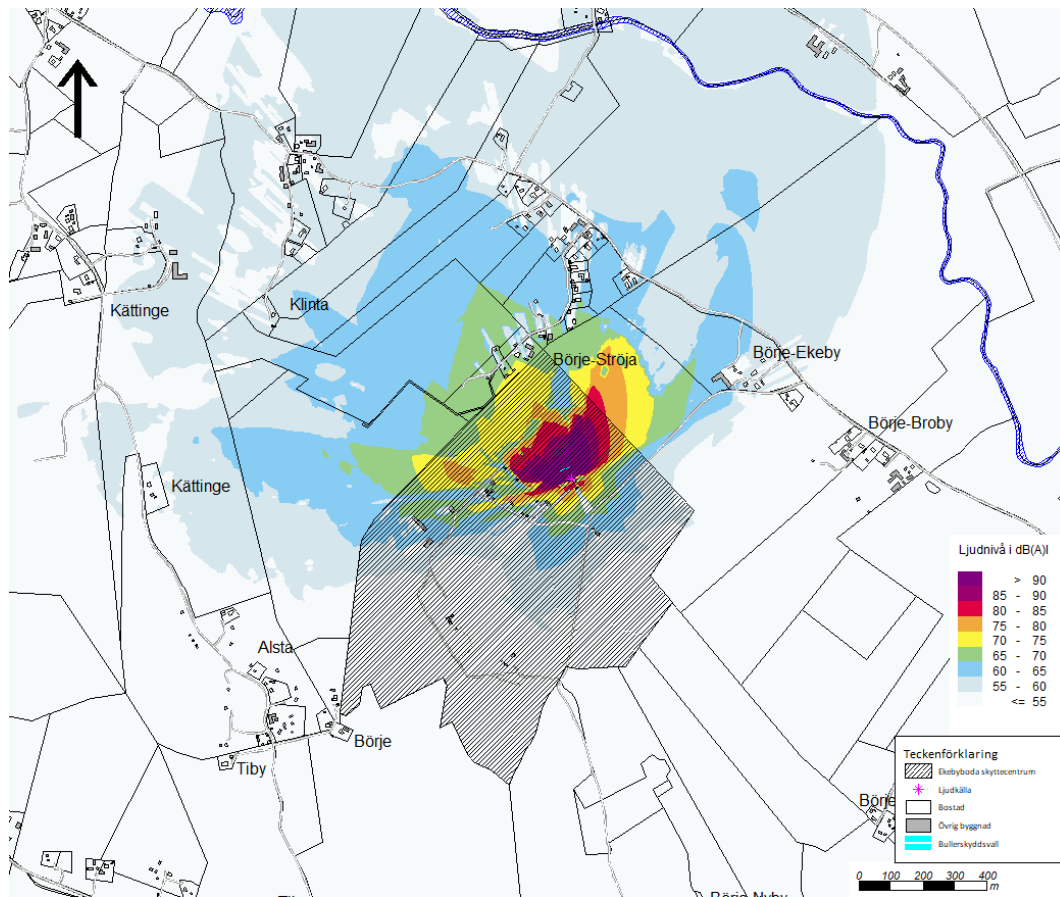 Klinta
Kättinge
Börje-Ströja
Börje-Ekeby
Börje-Broby
Kättinge
Ljudnivå i dB(A)I
> 90
85 - 90
80 - 85
75 - 80
70 - 75
65 - 70
60 - 65
55 - 60
<= 55
Alsta
Börje
Tiby
Teckenförklaring
Ekebyboda skyttecentrum
Ljudkälla
Bostad
Övrig byggnad
Bullerskyddsvall
0 100 200 300 400
m